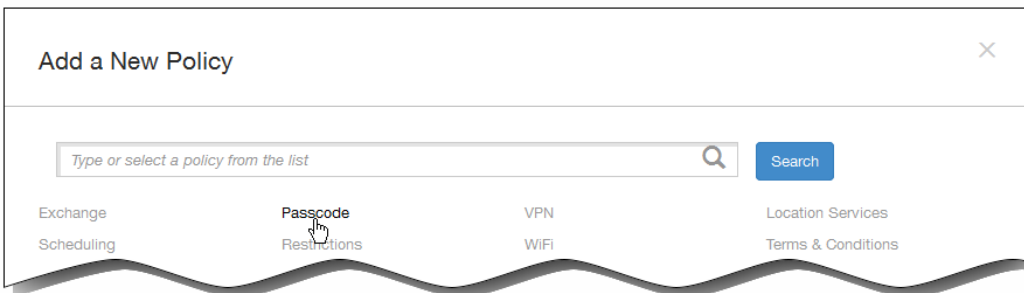 Add a New Policy
Type or select a policy from the list
Search
Exchange Passcode VPN Location Services
Scheduling Restrictions WiFi Terms & Conditions